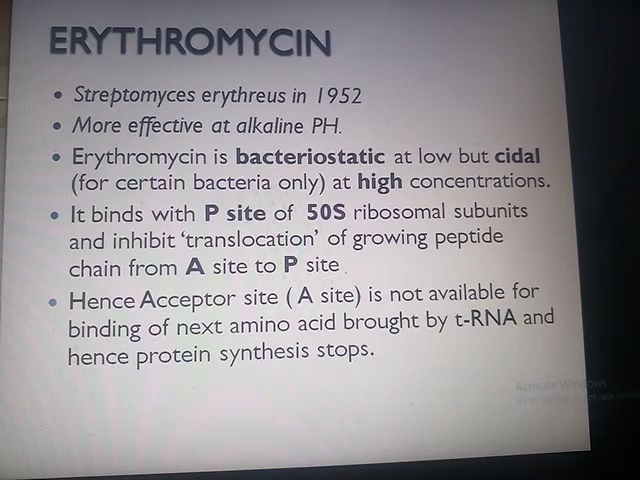 ERYTHROMYCIN
• Streptomyces erythreus in 1952
• More effective at alkaline PH.
• Erythromycin is bacteriostatic at low but cidal
(for certain bacteria only) at high concentrations.
• It binds with P site of 50S ribosomal subunits
and inhibit ‘translocation’ of growing peptide
chain from A site to P site.
• Hence Acceptor site ( A site) is not available for
binding of next amino acid brought by t-RNA and
hence protein synthesis stops.
Activate Windows